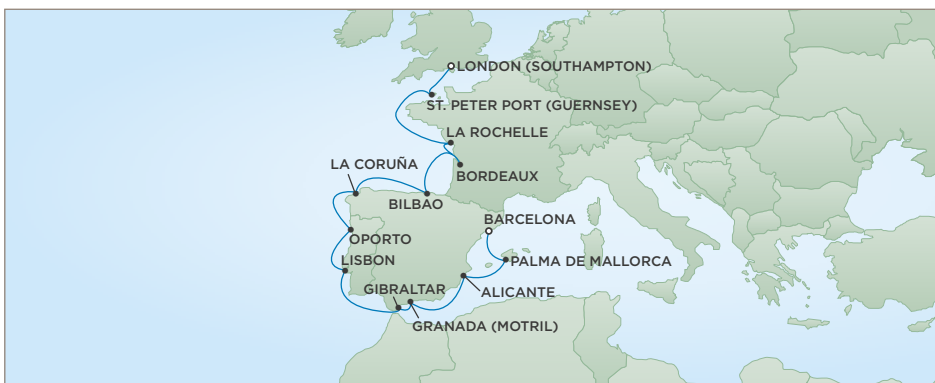 LONDON (SOUTHAMPTON)
ST. PETER PORT (GUERNSEY)
LA ROCHELLE
LA CORUÑA
BORDEAUX
BILBAO
BARCELONA
OPORTO
LISBON
PALMA DE MALLORCA
GIBRALTAR
ALICANTE
GRANADA (MOTRIL)